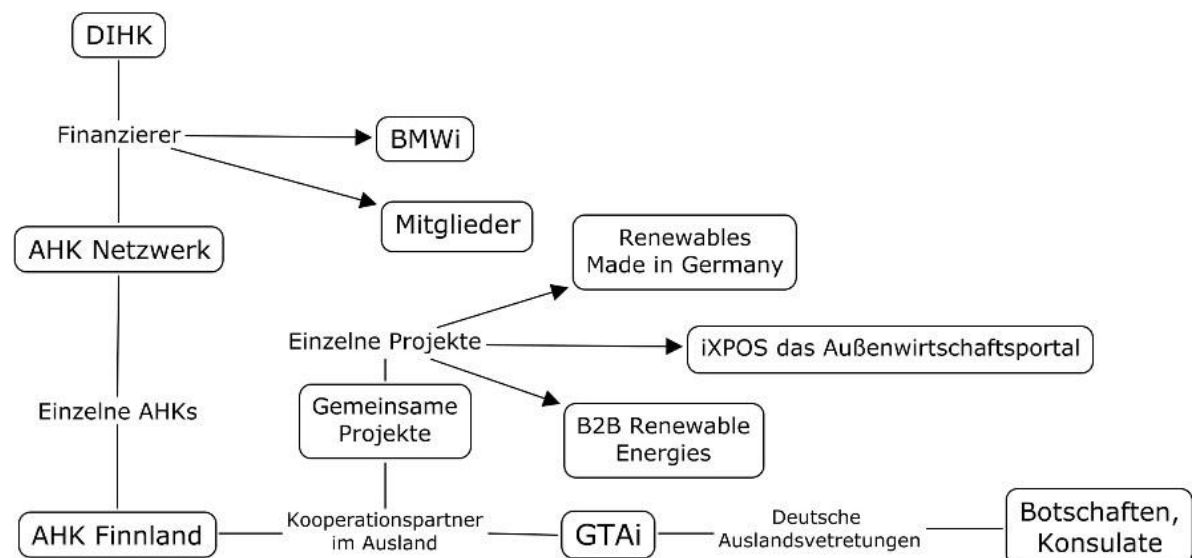 DIHK
Finanzierer
BMWi
Mitglieder
AHK Netzwerk
Renewables
Made in Germany
Einzelne Projekte
iXPOS das Außenwirtschaftsportal
Einzelne AHKs
Gemeinsame
Projekte
B2B Renewable
Energies
AHK Finnland
Kooperationspartner
im Ausland
GTAi
Deutsche
Auslandsvetretungen
Botschaften,
Konsulate